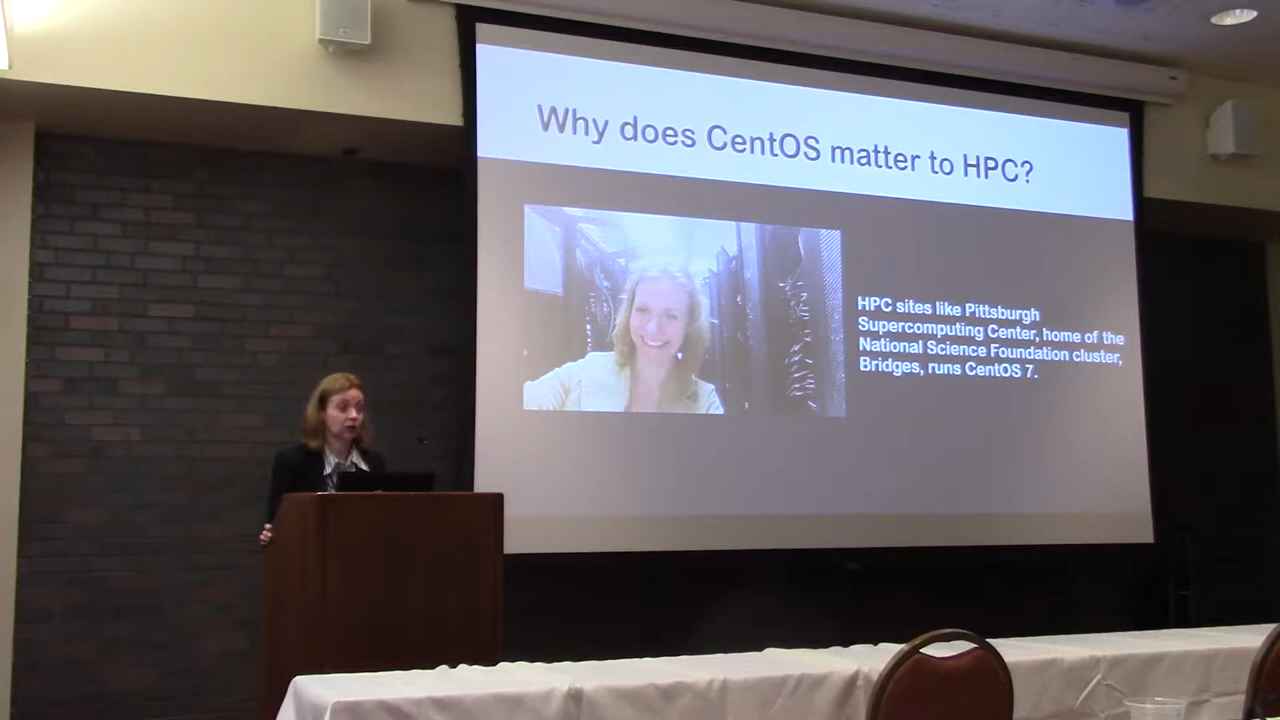 Why does CentOS matter to HPC?
HPC sites like Pittsburgh
Supercomputing Center, home of the
National Science Foundation cluster,
Bridges, runs CentOS 7.